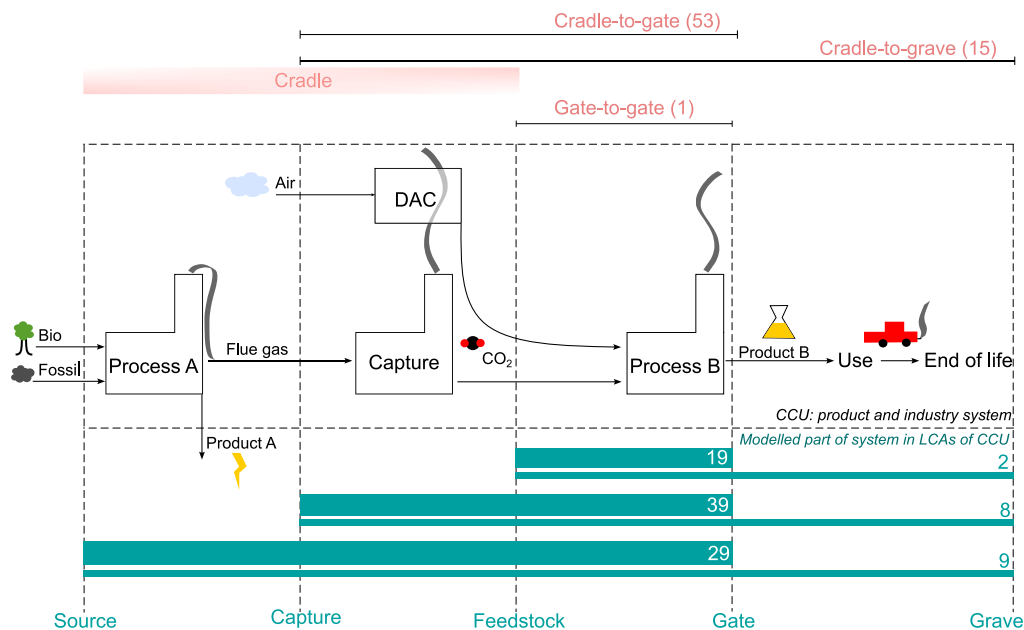 Cradle-to-gate (53)
Cradle-to-grave (15)
Cradle
Gate-to-gate (1)
Air
DAC
Bio
Fossil
Process A
Flue gas
Capture
CO₂
Process B
Product B
Use
End of life
CCU: product and industry system
Product A
Modelled part of system in LCAs of CCU
19
2
39
8
29
9
Source
Capture
Feedstock
Gate
Grave